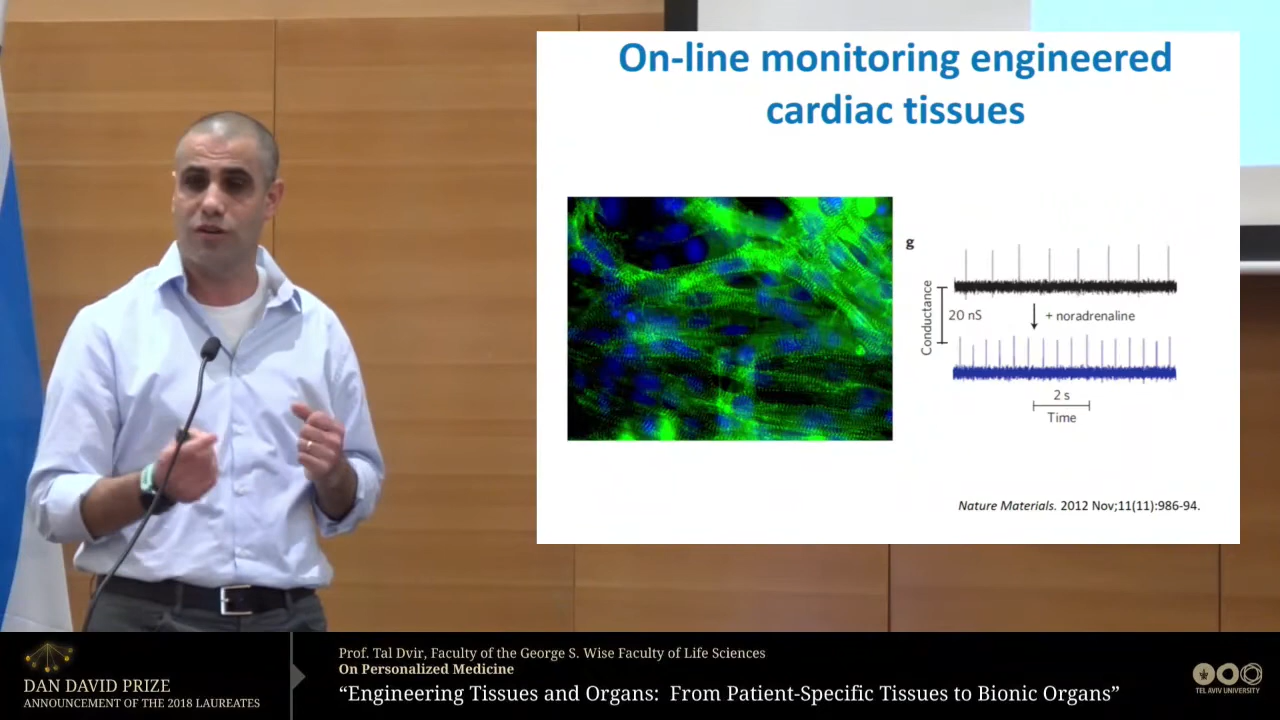 On-line monitoring engineered
cardiac tissues
g
Conductance
20 nS
+ noradrenaline
2 s
Time
Nature Materials. 2012 Nov;11(11):986-94.
Prof. Tal Dvir, Faculty of the George S. Wise Faculty of Life Sciences
On Personalized Medicine
“Engineering Tissues and Organs: From Patient-Specific Tissues to Bionic Organs”
DAN DAVID PRIZE
ANNOUNCEMENT OF THE 2018 LAUREATES
TEL AVIV UNIVERSITY